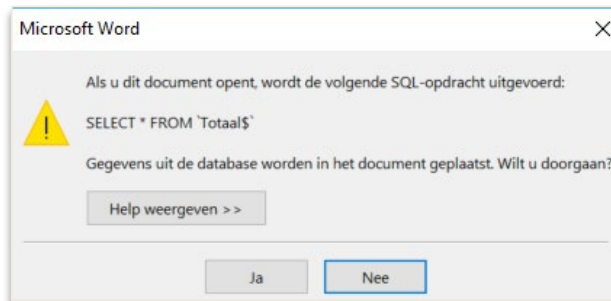 Microsoft Word
Als u dit document opent, wordt de volgende SQL-opdracht uitgevoerd:
SELECT * FROM `Totaal$`
Gegevens uit de database worden in het document geplaatst. Wilt u doorgaan?
Help weergeven >>
Ja
Nee